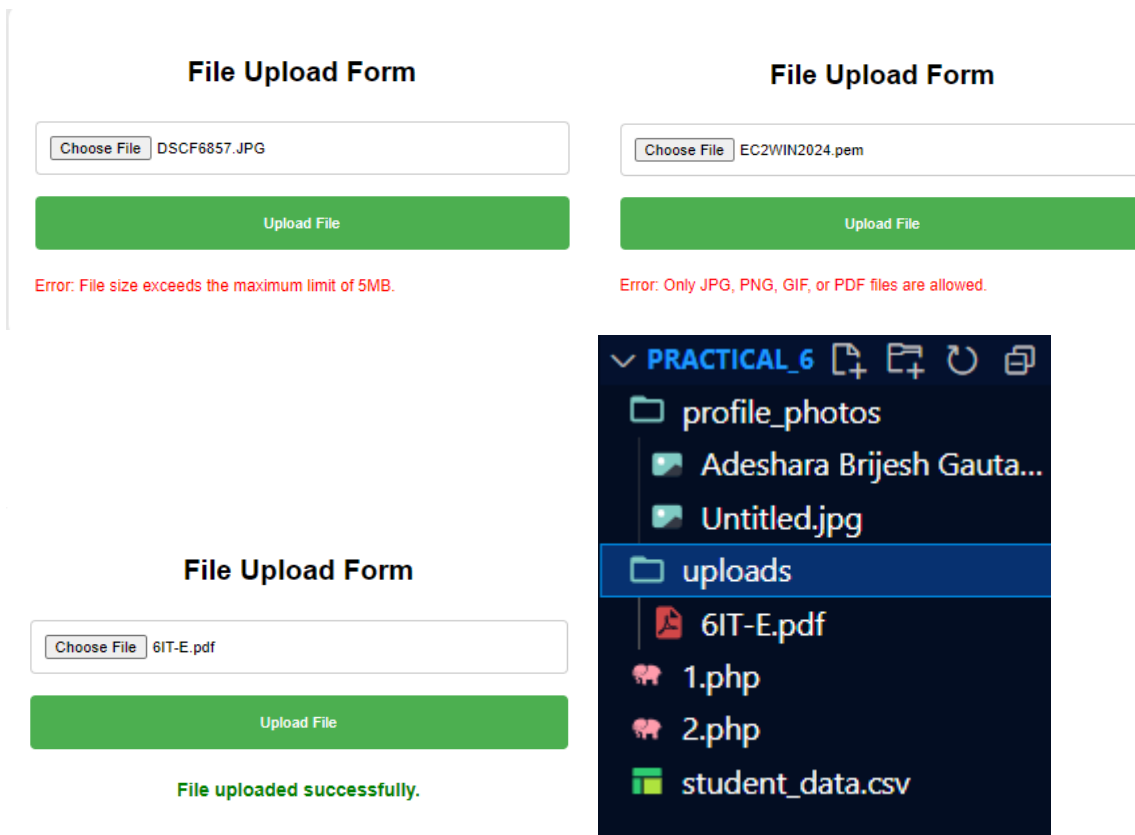 File Upload Form
Choose File DSCF6857.JPG
Upload File
Error: File size exceeds the maximum limit of 5MB.
File Upload Form
Choose File EC2WIN2024.pem
Upload File
Error: Only JPG, PNG, GIF, or PDF files are allowed.
File Upload Form
Choose File 6IT-E.pdf
Upload File
File uploaded successfully.
PRACTICAL_6
profile_photos
Adeshara Brijesh Gauta...
Untitled.jpg
uploads
6IT-E.pdf
1.php
2.php
student_data.csv